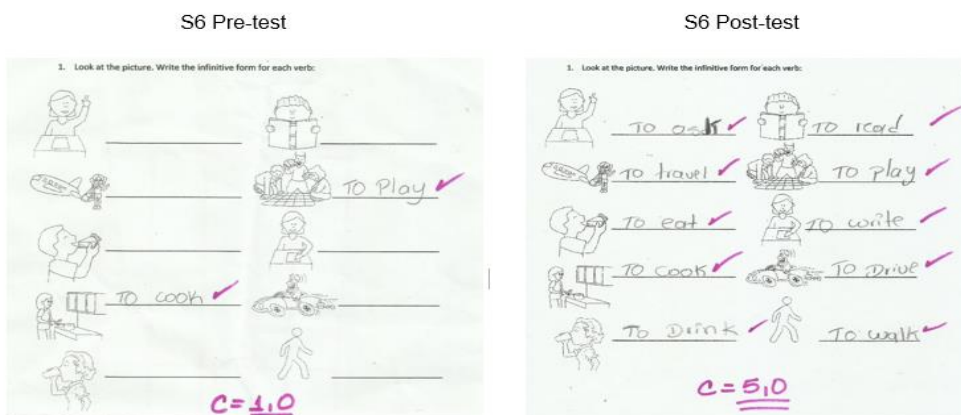 S6 Pre-test
1. Look at the picture. Write the infinitive form for each verb:
TO Play
TO cook
C= 1,0
S6 Post-test
1. Look at the picture. Write the infinitive form for each verb:
TO ask TO read
TO travel TO play
TO eat TO write
TO COOK TO Drive
TO Drink TO walk
C= 5,0